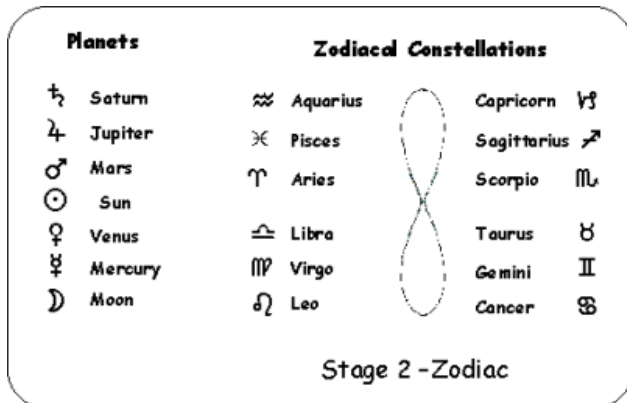 Planets
Zodiacal Constellations
♄ Saturn
♃ Jupiter
♂ Mars
☉ Sun
♀ Venus
☿ Mercury
☽ Moon
♒ Aquarius
♓ Pisces
♈ Aries
♎ Libra
♍ Virgo
♌ Leo
Capricorn ♑
Sagittarius ♐
Scorpio ♏
Taurus ♉
Gemini ♊
Cancer ♋
Stage 2 -Zodiac